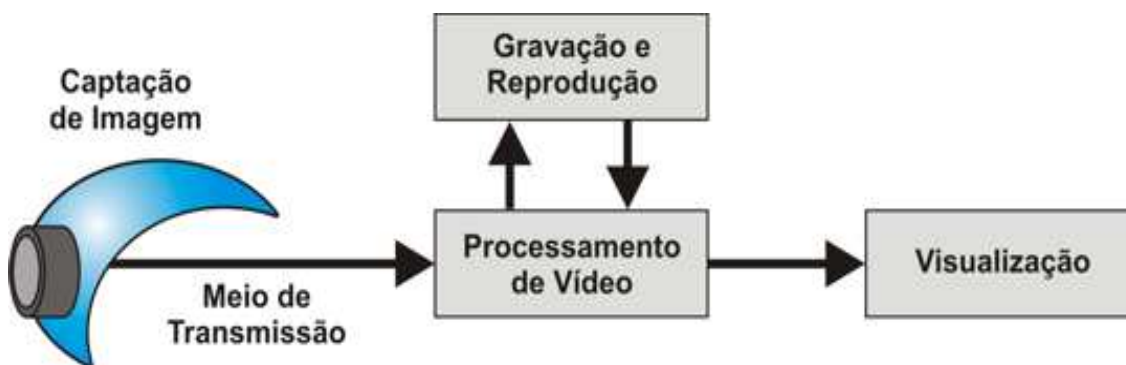 Captação
de Imagem
Meio de
Transmissão
Gravação e
Reprodução
Processamento
de Vídeo
Visualização